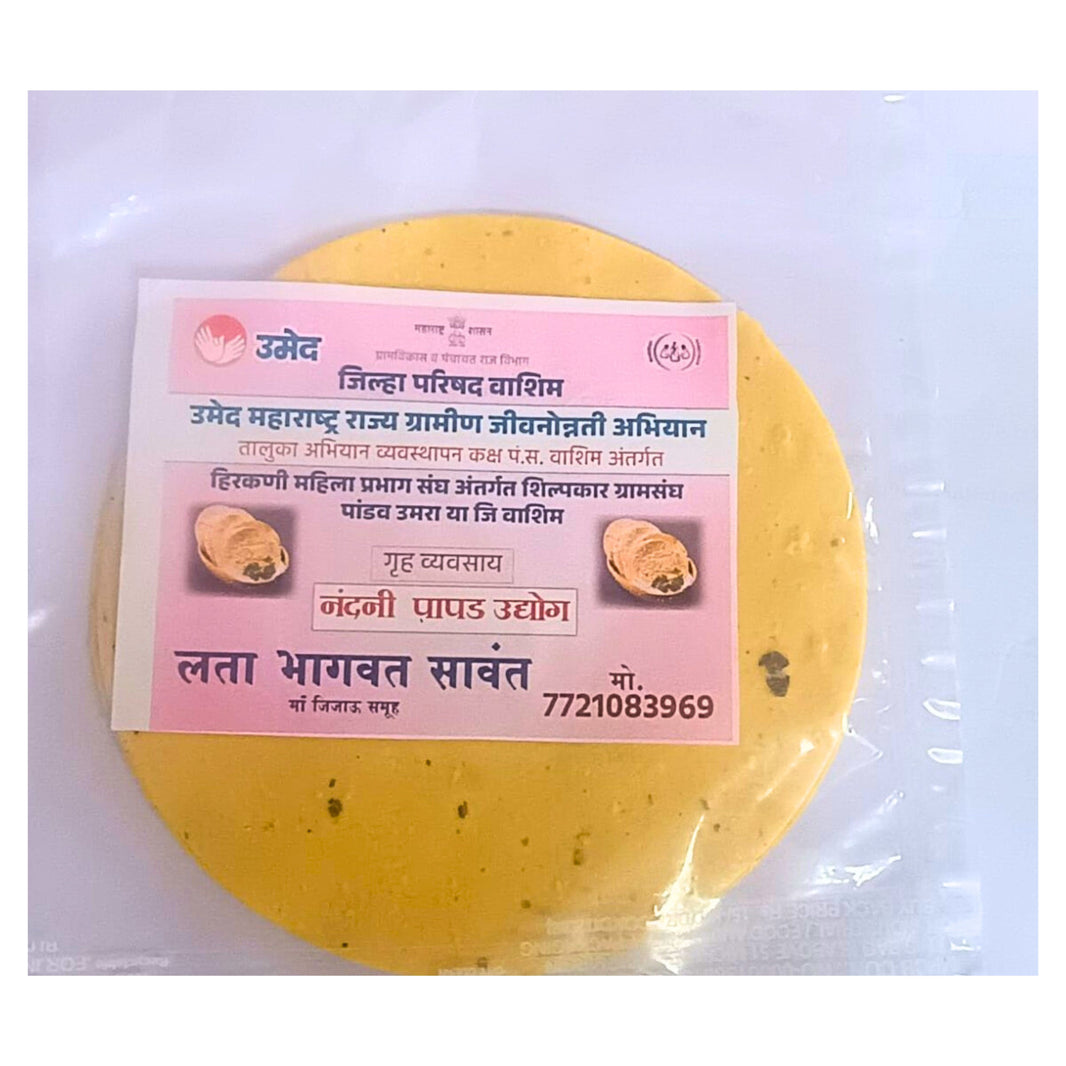 उमेद
महाराष्ट्र शासन
ग्रामविकास व पंचायत राज विभाग
जिल्हा परिषद वाशिम
उमेद महाराष्ट्र राज्य ग्रामीण जीवनोन्नती अभियान
तालुका अभियान व्यवस्थापन कक्ष पं.स. वाशिम अंतर्गत
हिरकणी महिला प्रभाग संघ अंतर्गत शिल्पकार ग्रामसंघ
पांडव उमरा या जि वाशिम
गृह व्यवसाय
नंदनी पापड उद्योग
लता भागवत सावंत
माँ जिजाऊ समूह
मो.
7721083969